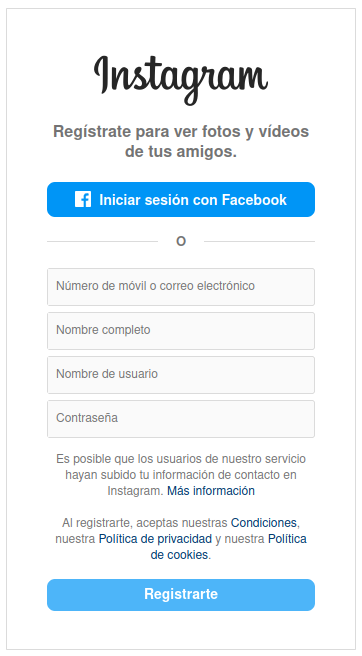 Instagram
Regístrate para ver fotos y vídeos
de tus amigos.
Iniciar sesión con Facebook
O
Número de móvil o correo electrónico
Nombre completo
Nombre de usuario
Contraseña
Es posible que los usuarios de nuestro servicio
hayan subido tu información de contacto en
Instagram. Más información
Al registrarte, aceptas nuestras Condiciones,
nuestra Política de privacidad y nuestra Política
de cookies.
Registrarte